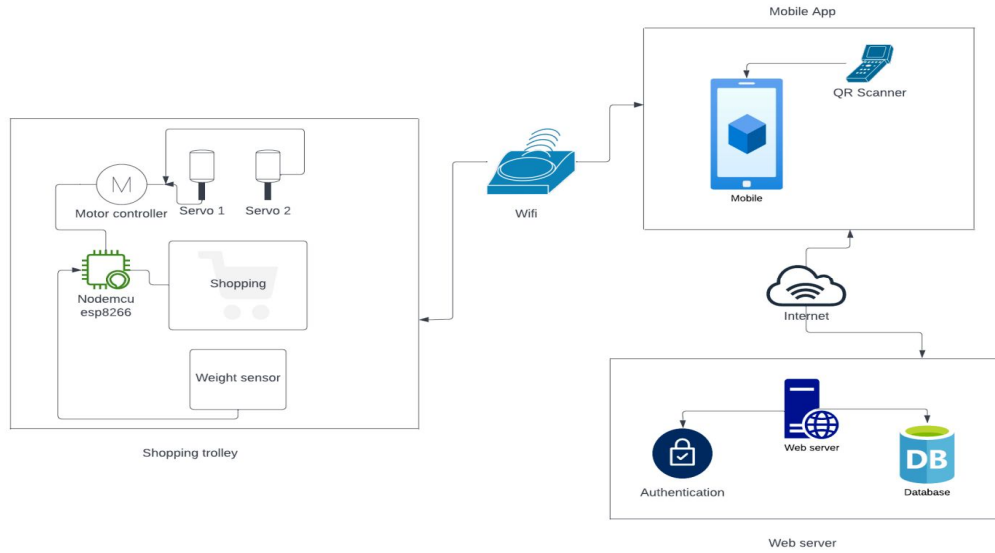 Mobile App
QR Scanner
Mobile
M
Motor controller
Servo 1
Servo 2
Wifi
Shopping
Nodemcu
esp8266
Internet
Weight sensor
Shopping trolley
Web server
Authentication
DB
Database
Web server